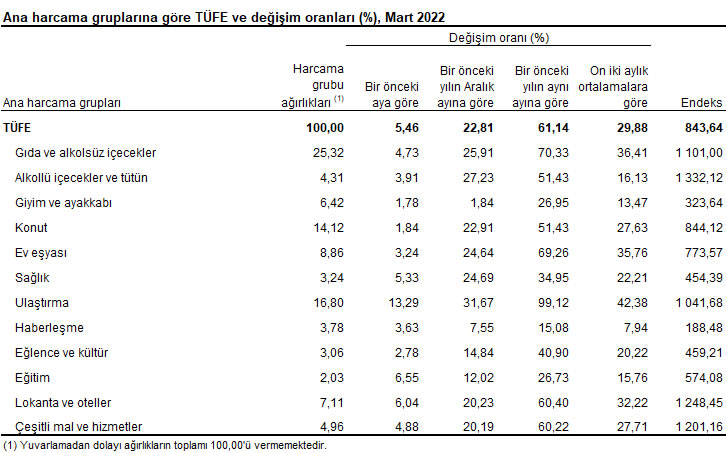 Ana harcama gruplarına göre TÜFE ve değişim oranları (%), Mart 2022
Değişim oranı (%)
Ana harcama grupları Harcama grubu ağırlıkları (1) Bir önceki aya göre Bir önceki yılın Aralık ayına göre Bir önceki yılın aynı ayına göre On iki aylık ortalamalara göre Endeks
TÜFE 100,00 5,46 22,81 61,14 29,88 843,64
Gıda ve alkolsüz içecekler 25,32 4,73 25,91 70,33 36,41 1 101,00
Alkollü içecekler ve tütün 4,31 3,91 27,23 51,43 16,13 1 332,12
Giyim ve ayakkabı 6,42 1,78 1,84 26,95 13,47 323,64
Konut 14,12 1,84 22,91 51,43 27,63 844,12
Ev eşyası 8,86 3,24 24,64 69,26 35,76 773,57
Sağlık 3,24 5,33 24,69 34,95 22,21 454,39
Ulaştırma 16,80 13,29 31,67 99,12 42,38 1 041,68
Haberleşme 3,78 3,63 7,55 15,08 7,94 188,48
Eğlence ve kültür 3,06 2,78 14,84 40,90 20,22 459,21
Eğitim 2,03 6,55 12,02 26,73 15,76 574,08
Lokanta ve oteller 7,11 6,04 20,23 60,40 32,22 1 248,45
Çeşitli mal ve hizmetler 4,96 4,88 20,19 60,22 27,71 1 201,16
(1) Yuvarlamadan dolayı ağırlıkların toplamı 100,00'ü vermemektedir.